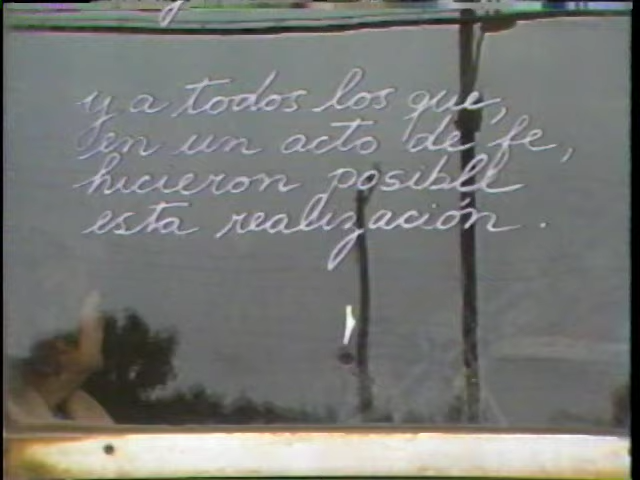 y a todos los que,
en un acto de fe,
hicieron posible
esta realización.